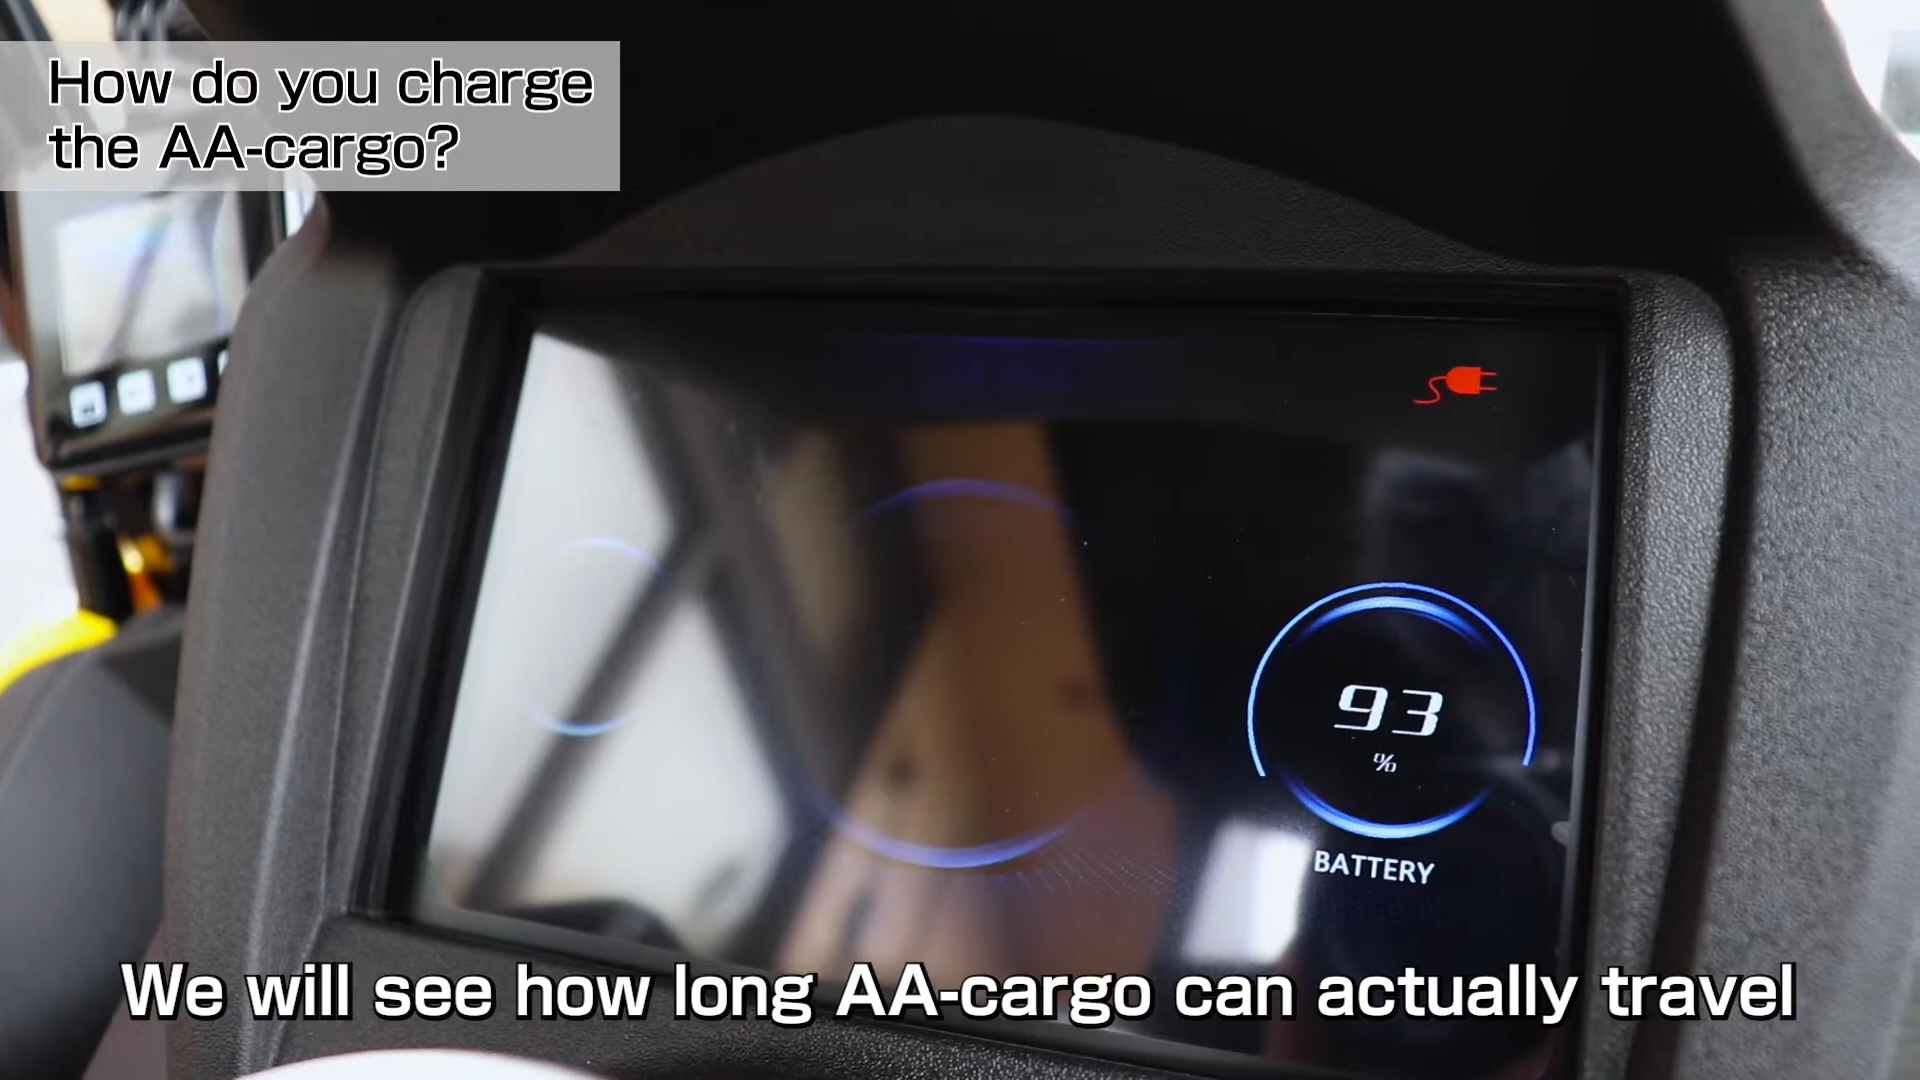 How do you charge
the AA-cargo?
93
%
BATTERY
We will see how long AA-cargo can actually travel